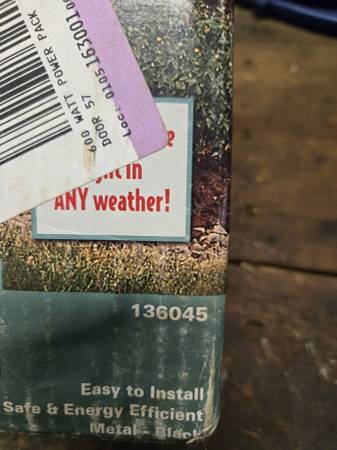 600 WATT POWER PACK
DOOR 57
Loc: 0105
e
in
ANY weather!
136045
Easy to Install
Safe & Energy Efficient
Metal - Black